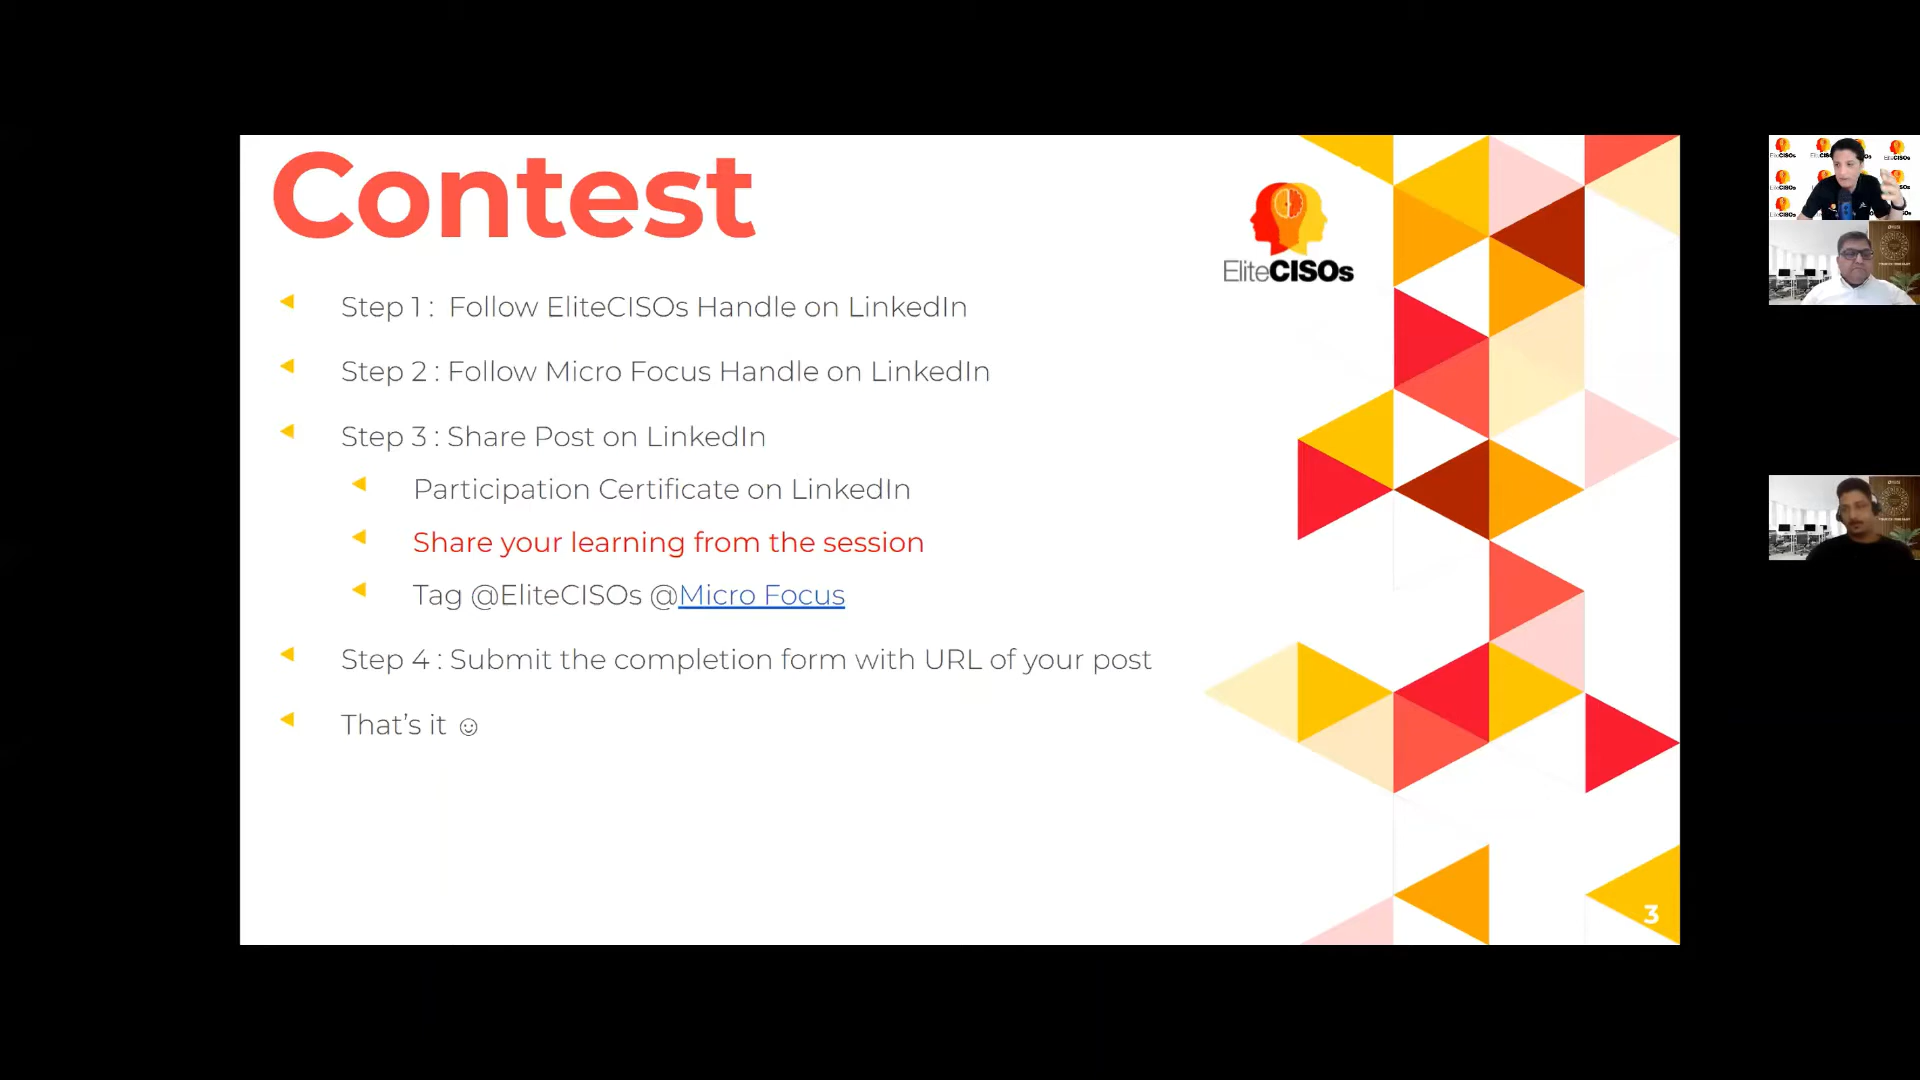 Contest
EliteCISOs
Step 1 : Follow EliteCISOs Handle on LinkedIn
Step 2 : Follow Micro Focus Handle on LinkedIn
Step 3 : Share Post on LinkedIn
Participation Certificate on LinkedIn
Share your learning from the session
Tag @EliteCISOs @Micro Focus
Step 4 : Submit the completion form with URL of your post
That's it ☺
3